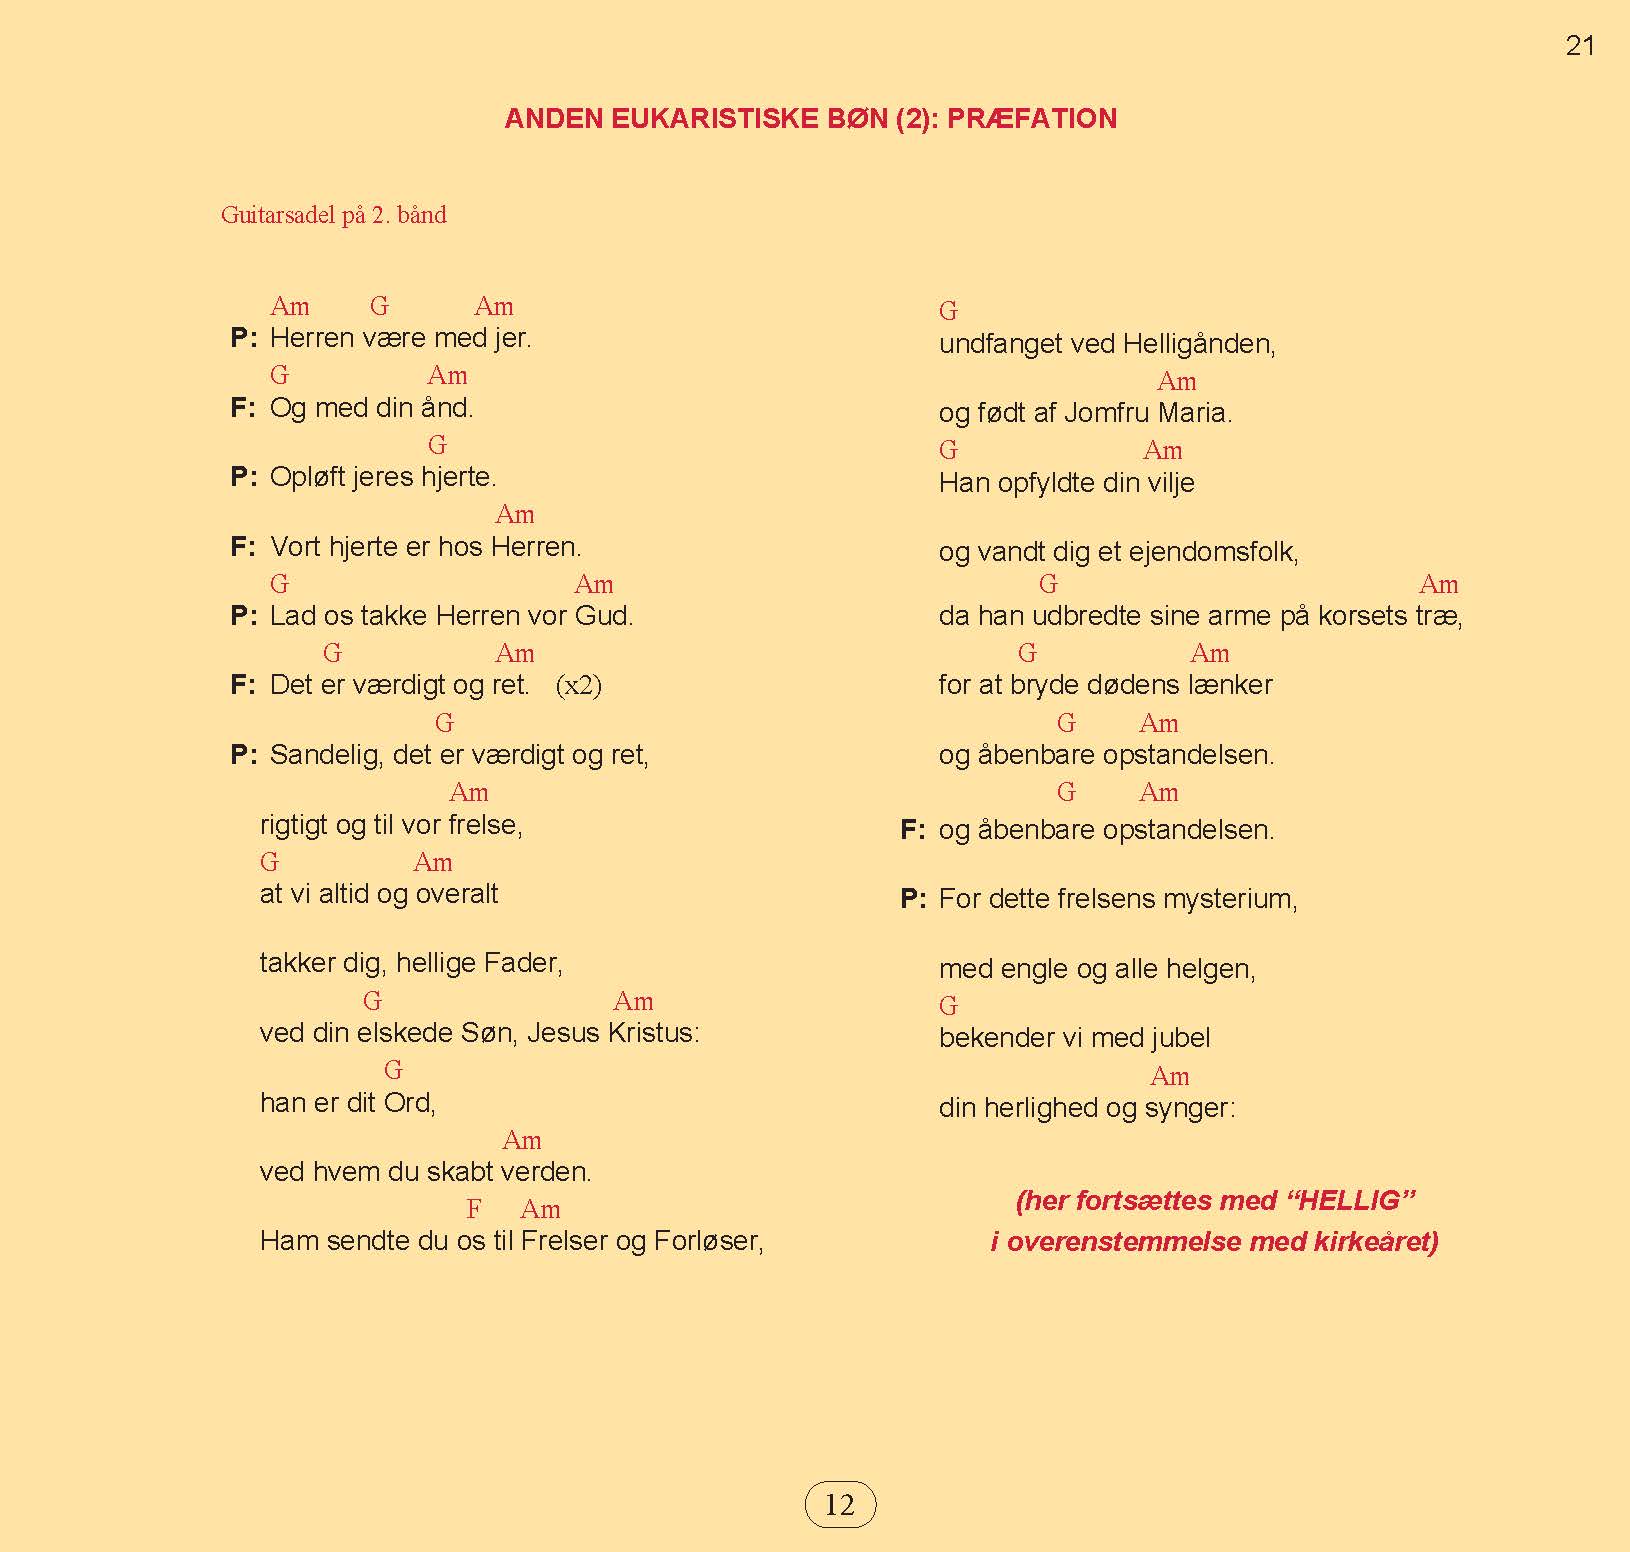 21
ANDEN EUKARISTISKE BØN (2): PRÆFATION
Guitarsadel på 2. bånd
Am G Am
P: Herren være med jer.
G Am
F: Og med din ånd.
G
P: Opløft jeres hjerte.
Am
F: Vort hjerte er hos Herren.
G Am
P: Lad os takke Herren vor Gud.
G Am
F: Det er værdigt og ret. (x2)
G
P: Sandelig, det er værdigt og ret,
Am
rigtigt og til vor frelse,
G Am
at vi altid og overalt
takker dig, hellige Fader,
G Am
ved din elskede Søn, Jesus Kristus:
G
han er dit Ord,
Am
ved hvem du skabt verden.
F Am
Ham sendte du os til Frelser og Forløser,
G
undfanget ved Helligånden,
Am
og født af Jomfru Maria.
G Am
Han opfyldte din vilje
og vandt dig et ejendomsfolk,
G Am
da han udbredte sine arme på korsets træ,
G Am
for at bryde dødens lænker
G Am
og åbenbare opstandelsen.
G Am
F: og åbenbare opstandelsen.
P: For dette frelsens mysterium,
med engle og alle helgen,
G
bekender vi med jubel
Am
din herlighed og synger:
(her fortsættes med “HELLIG”
i overenstemmelse med kirkeåret)
12